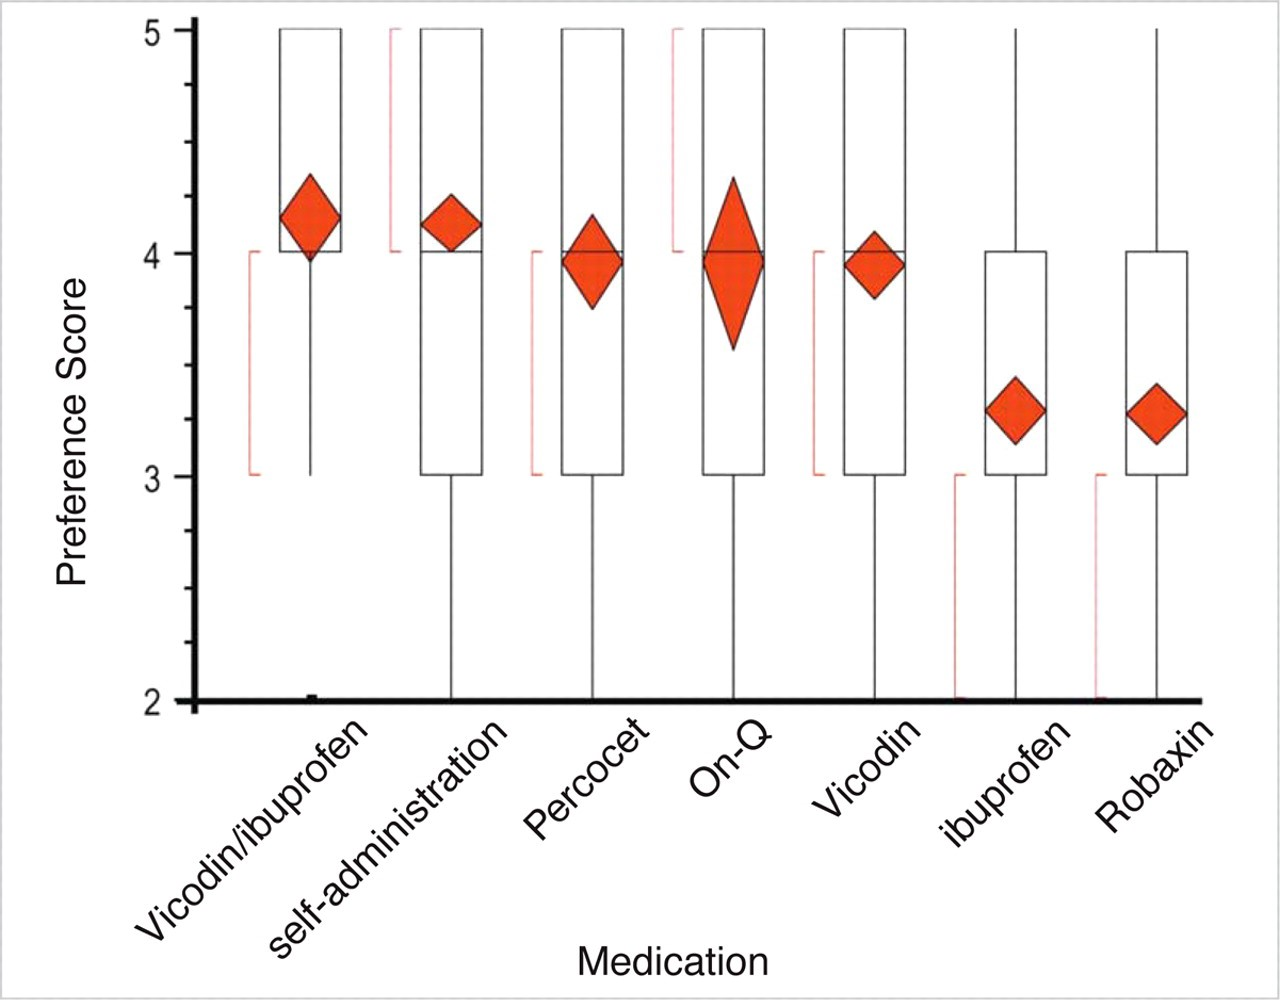 5
4
3
2
Preference Score
Vicodin/ibuprofen
self-administration
Percocet
On-Q
Vicodin
ibuprofen
Robaxin
Medication